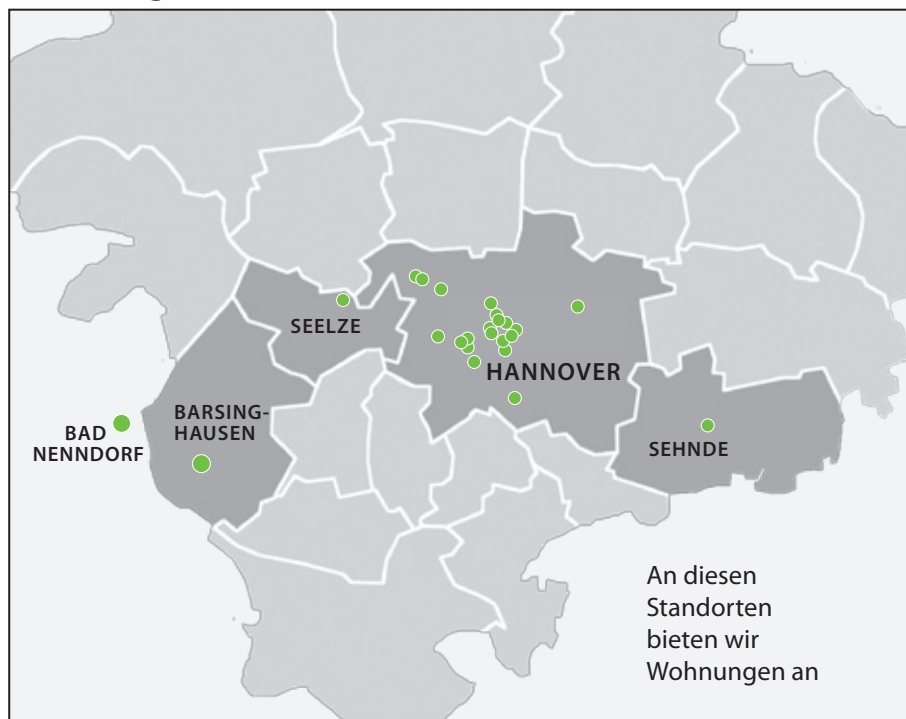 SEELZE
HANNOVER
BARSING-
HAUSEN
BAD
NENNDORF
SEHNDE
An diesen
Standorten
bieten wir
Wohnungen an